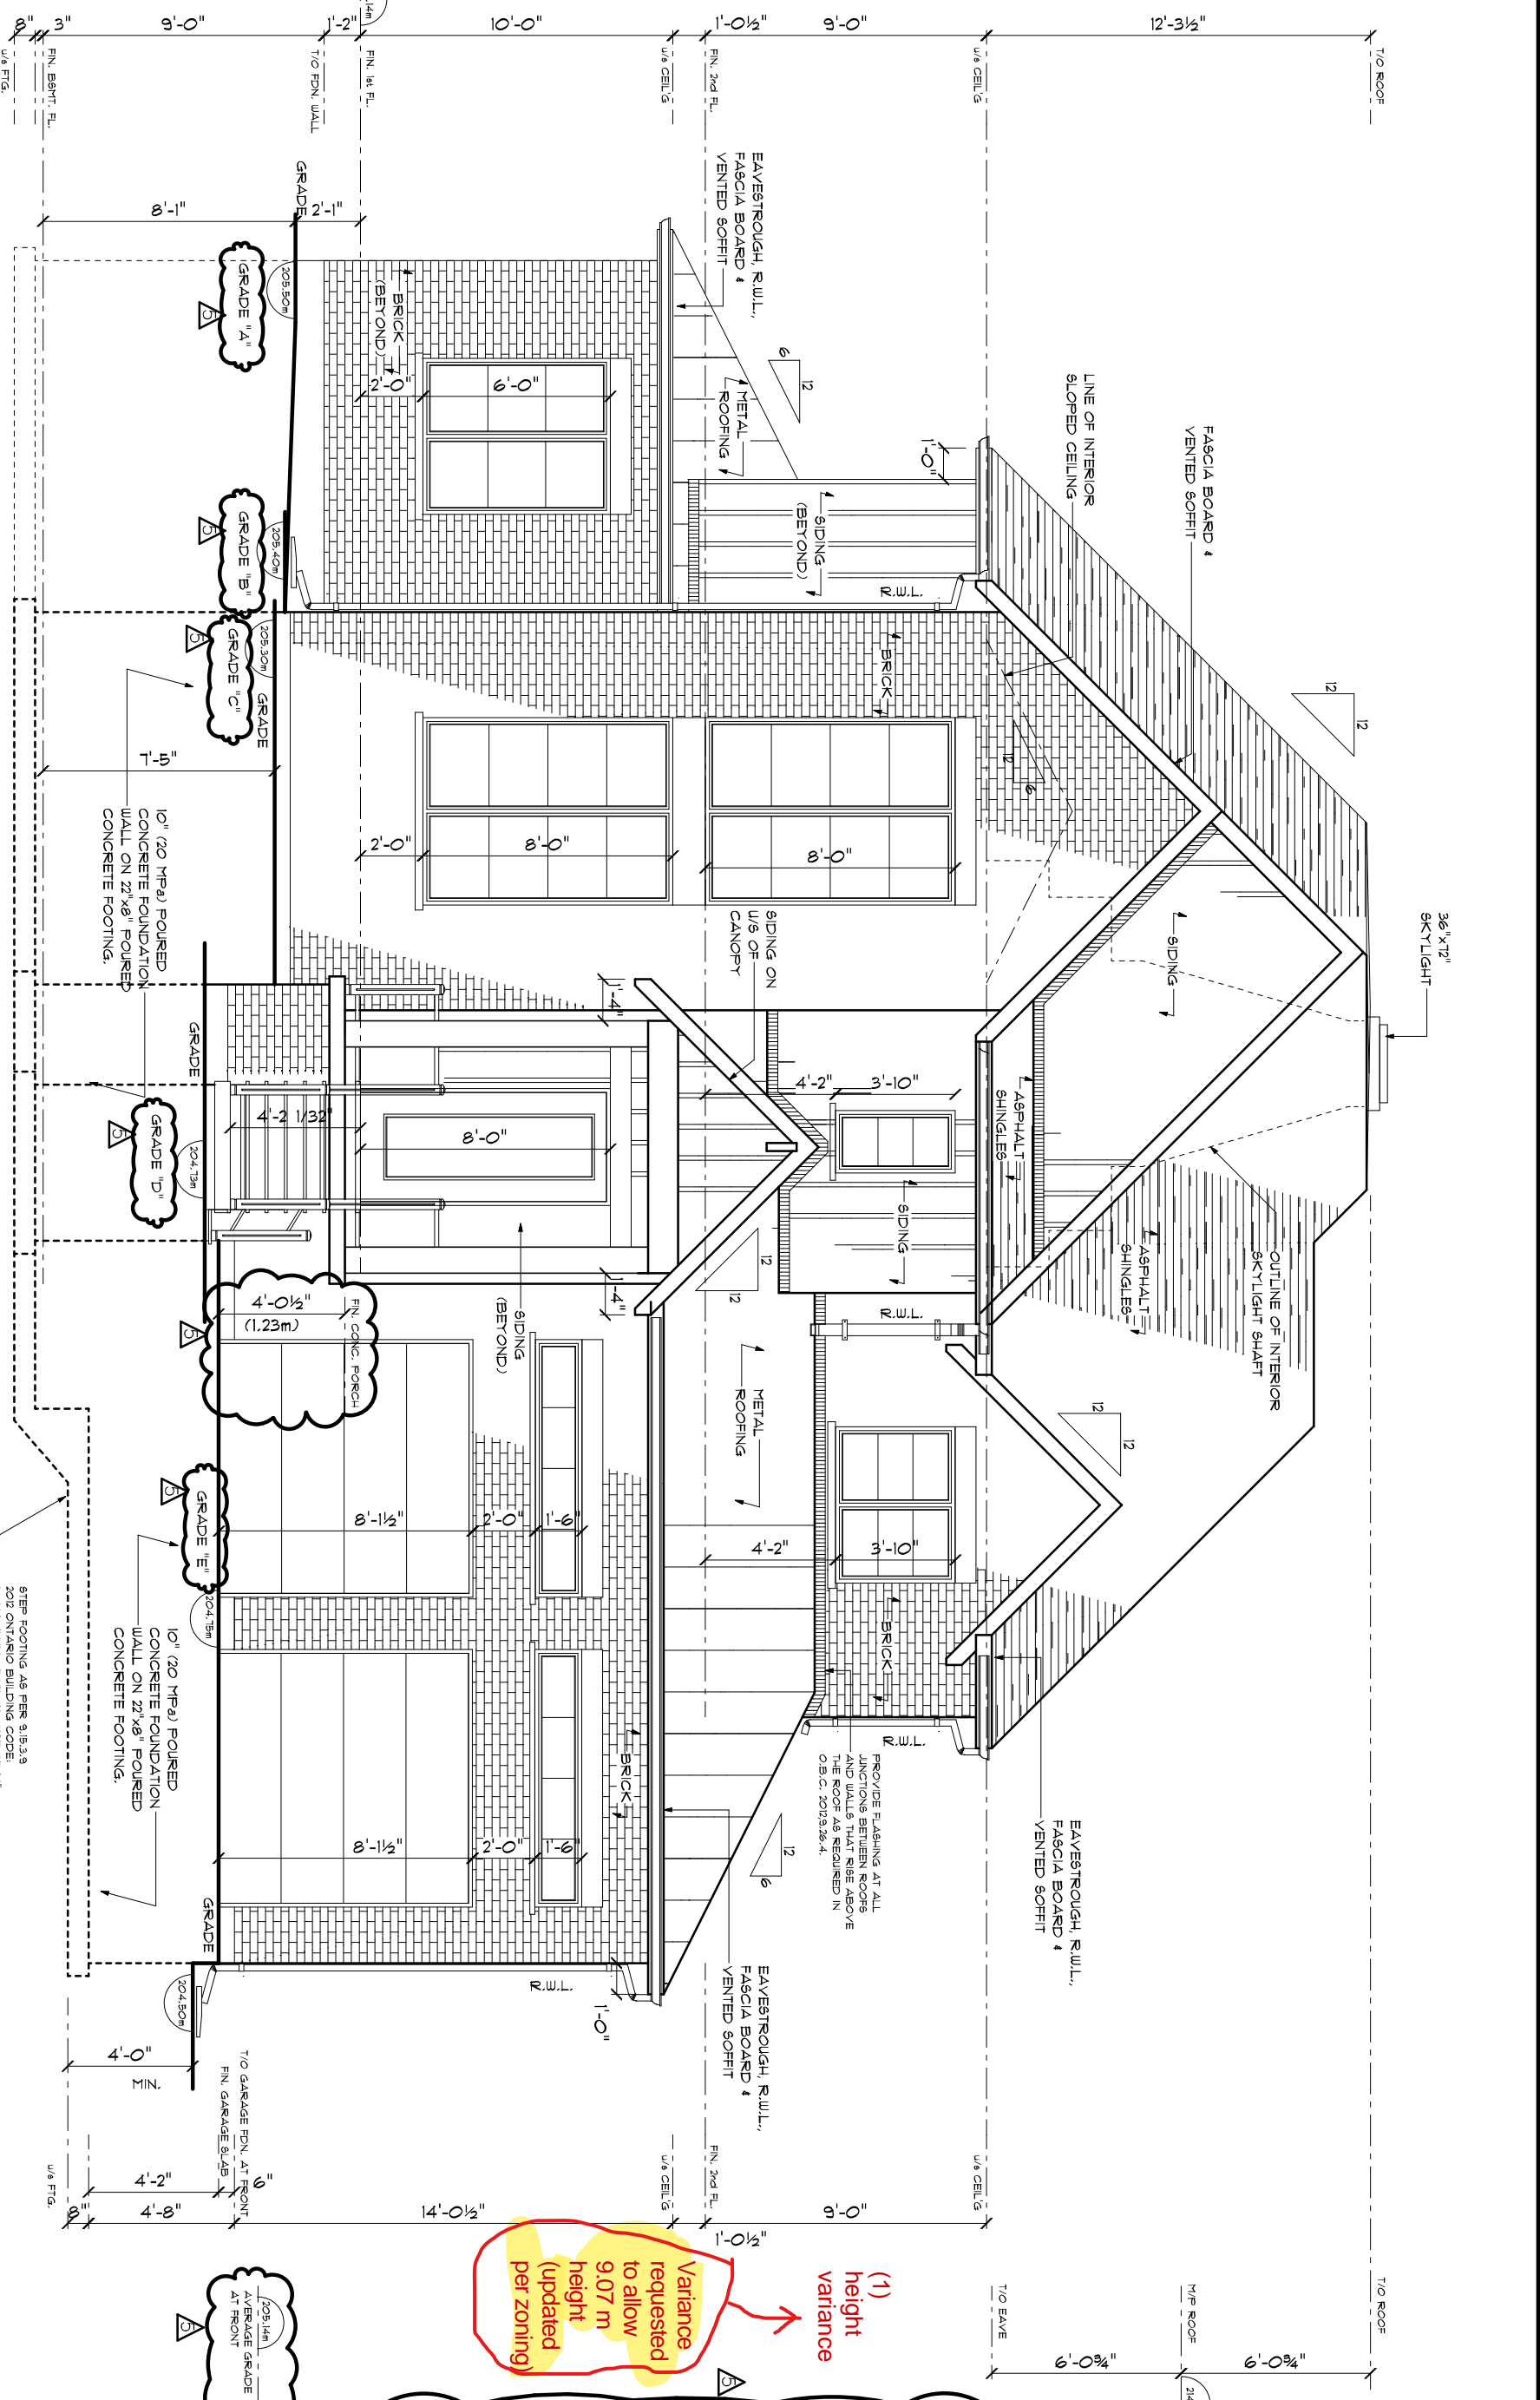 T/O ROOF
12'-3½"
u/s CEIL'G
9'-0"
FIN. 2nd FL.
1'-0½"
u/s CEIL'G
10'-0"
FIN. 1st FL.
1'-2"
T/O FDN. WALL
9'-0"
FIN. BSMT. FL.
3"
8"
u/s FTG.
.14m
GRADE
2'-1"
8'-1"
205.50m
GRADE "A"
5
205.40m
GRADE "B"
5
205.30m
GRADE
GRADE "C"
5
7'-5"
EAVESTROUGH, R.W.L.,
FASCIA BOARD &
VENTED SOFFIT
BRICK
(BEYOND)
2'-0"
6'-0"
12
6
METAL
ROOFING
1'-0"
SIDING
(BEYOND)
R.W.L.
LINE OF INTERIOR
SLOPED CEILING
FASCIA BOARD &
VENTED SOFFIT
12
12
36"x72"
SKYLIGHT
BRICK
12
6
2'-0"
8'-0"
8'-0"
SIDING ON
U/S OF
CANOPY
SIDING
1'-4"
4'-2"
3'-10"
ASPHALT
SHINGLES
SIDING
ASPHALT
SHINGLES
OUTLINE OF INTERIOR
SKYLIGHT SHAFT
10" (20 MPa) POURED
CONCRETE FOUNDATION
WALL ON 22"x8" POURED
CONCRETE FOOTING.
GRADE
4'-2 1/32"
8'-0"
GRADE "D"
5
204.73m
12
12
1'-4"
SIDING
(BEYOND)
FIN. CONC. PORCH
4'-0½"
(1.23m)
5
R.W.L.
METAL
ROOFING
12
12
GRADE "E"
5
204.75m
8'-1½"
2'-0"
1'-6"
4'-2"
3'-10"
BRICK
R.W.L.
PROVIDE FLASHING AT ALL
JUNCTIONS BETWEEN ROOFS
AND WALLS THAT RISE ABOVE
THE ROOF AS REQUIRED IN
O.B.C. 2012,9.26.4.
EAVESTROUGH, R.W.L.,
FASCIA BOARD &
VENTED SOFFIT
BRICK
12
6
8'-1½"
2'-0"
1'-6"
EAVESTROUGH, R.W.L.,
FASCIA BOARD &
VENTED SOFFIT
STEP FOOTING AS PER 9.15.3.9
2012 ONTARIO BUILDING CODE:
10" (20 MPa) POURED
CONCRETE FOUNDATION
WALL ON 22"x8" POURED
CONCRETE FOOTING.
GRADE
204.50m
R.W.L.
1'-0"
4'-0"
MIN.
T/O GARAGE FDN. AT FRONT
FIN. GARAGE SLAB
u/s FTG.
6"
4'-2"
8"
4'-8"
14'-0½"
u/s CEIL'G
FIN. 2nd FL.
1'-0½"
9'-0"
u/s CEIL'G
(1)
height
variance
Variance
requested
to allow
9.07 m
height
(updated
per zoning)
T/O ROOF
M/P ROOF
T/O EAVE
6'-0¾"
6'-0¾"
205.14m
AVERAGE GRADE
AT FRONT
5
5